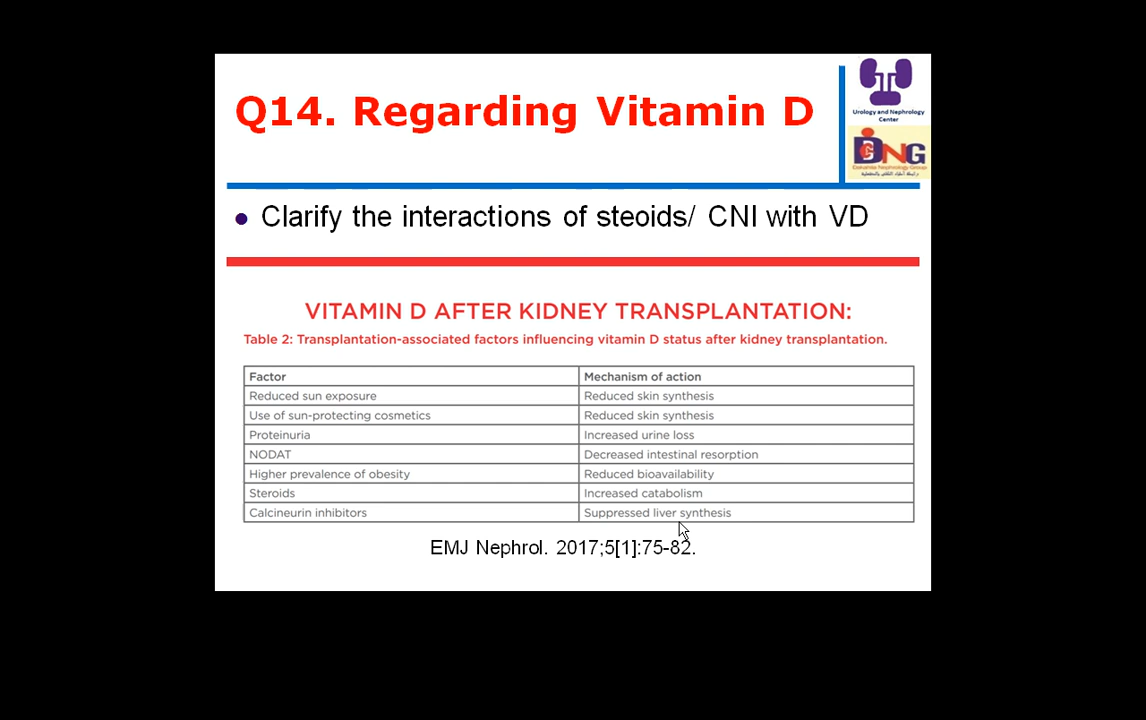 Q14. Regarding Vitamin D
Urology and Nephrology
Center
DNG
Dakahlia Nephrology Group
Clarify the interactions of steoids/ CNI with VD
VITAMIN D AFTER KIDNEY TRANSPLANTATION:
Table 2: Transplantation-associated factors influencing vitamin D status after kidney transplantation.
Factor Mechanism of action
Reduced sun exposure Reduced skin synthesis
Use of sun-protecting cosmetics Reduced skin synthesis
Proteinuria Increased urine loss
NODAT Decreased intestinal resorption
Higher prevalence of obesity Reduced bioavailability
Steroids Increased catabolism
Calcineurin inhibitors Suppressed liver synthesis
EMJ Nephrol. 2017;5[1]:75-82.